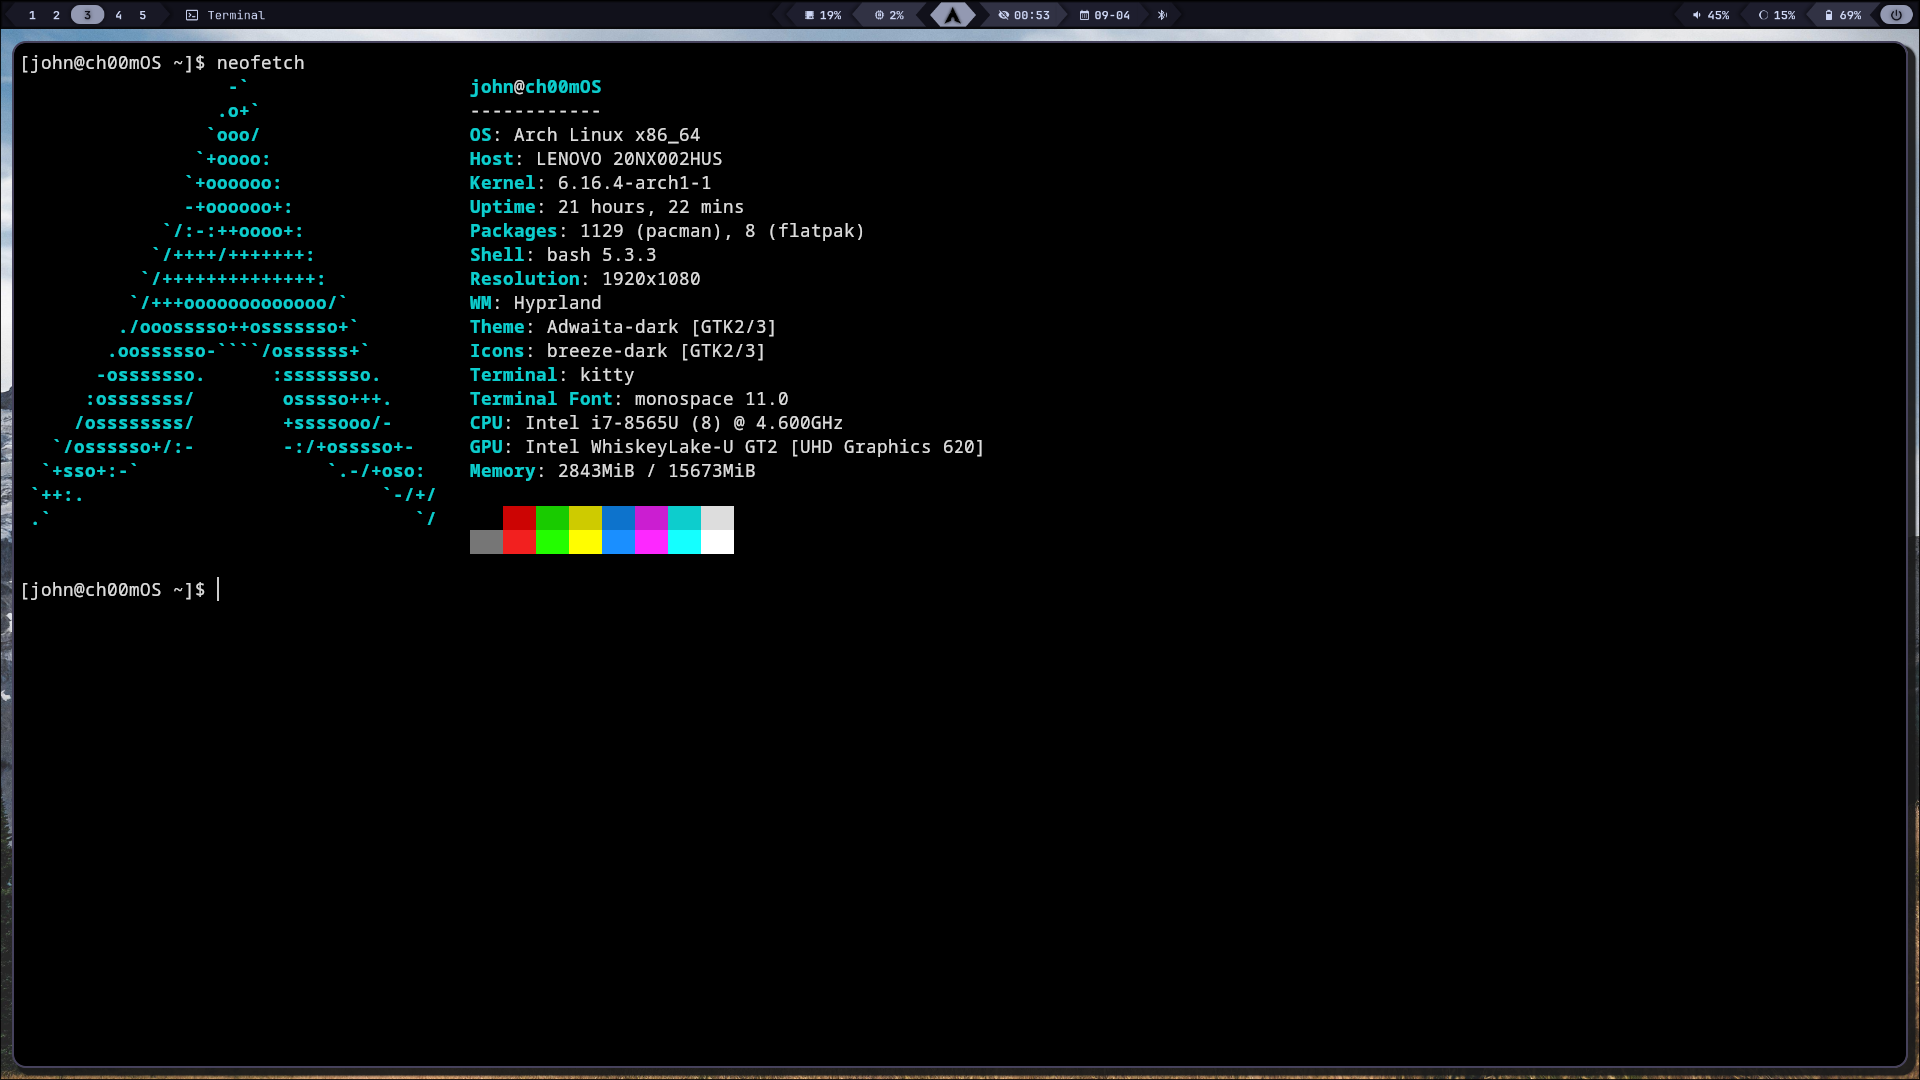 1 2 3 4 5 Terminal 19% 2% 00:53 09-04 45% 15% 69%
[john@ch00mOS ~]$ neofetch
                   -`
                  .o+`
                 `ooo/
                `+oooo:
               `+oooooo:
               -+oooooo+:
             `/:-:++oooo+:
            `/++++/+++++++:
           `/++++++++++++++:
          `/+++ooooooooooooo/`
         ./ooosssso++osssssso+`
        .oossssso-````/ossssss+`
       -osssssso.      :ssssssso.
      :osssssss/        osssso+++.
     /ossssssss/        +ssssooo/-
   `/ossssso+/:-        -:/+osssso+-
  `+sso+:-`                 `.-/+oso:
 `++:.                           `-/+/
 .`                                 `/
john@ch00mOS
------------
OS: Arch Linux x86_64
Host: LENOVO 20NX002HUS
Kernel: 6.16.4-arch1-1
Uptime: 21 hours, 22 mins
Packages: 1129 (pacman), 8 (flatpak)
Shell: bash 5.3.3
Resolution: 1920x1080
WM: Hyprland
Theme: Adwaita-dark [GTK2/3]
Icons: breeze-dark [GTK2/3]
Terminal: kitty
Terminal Font: monospace 11.0
CPU: Intel i7-8565U (8) @ 4.600GHz
GPU: Intel WhiskeyLake-U GT2 [UHD Graphics 620]
Memory: 2843MiB / 15673MiB
[john@ch00mOS ~]$